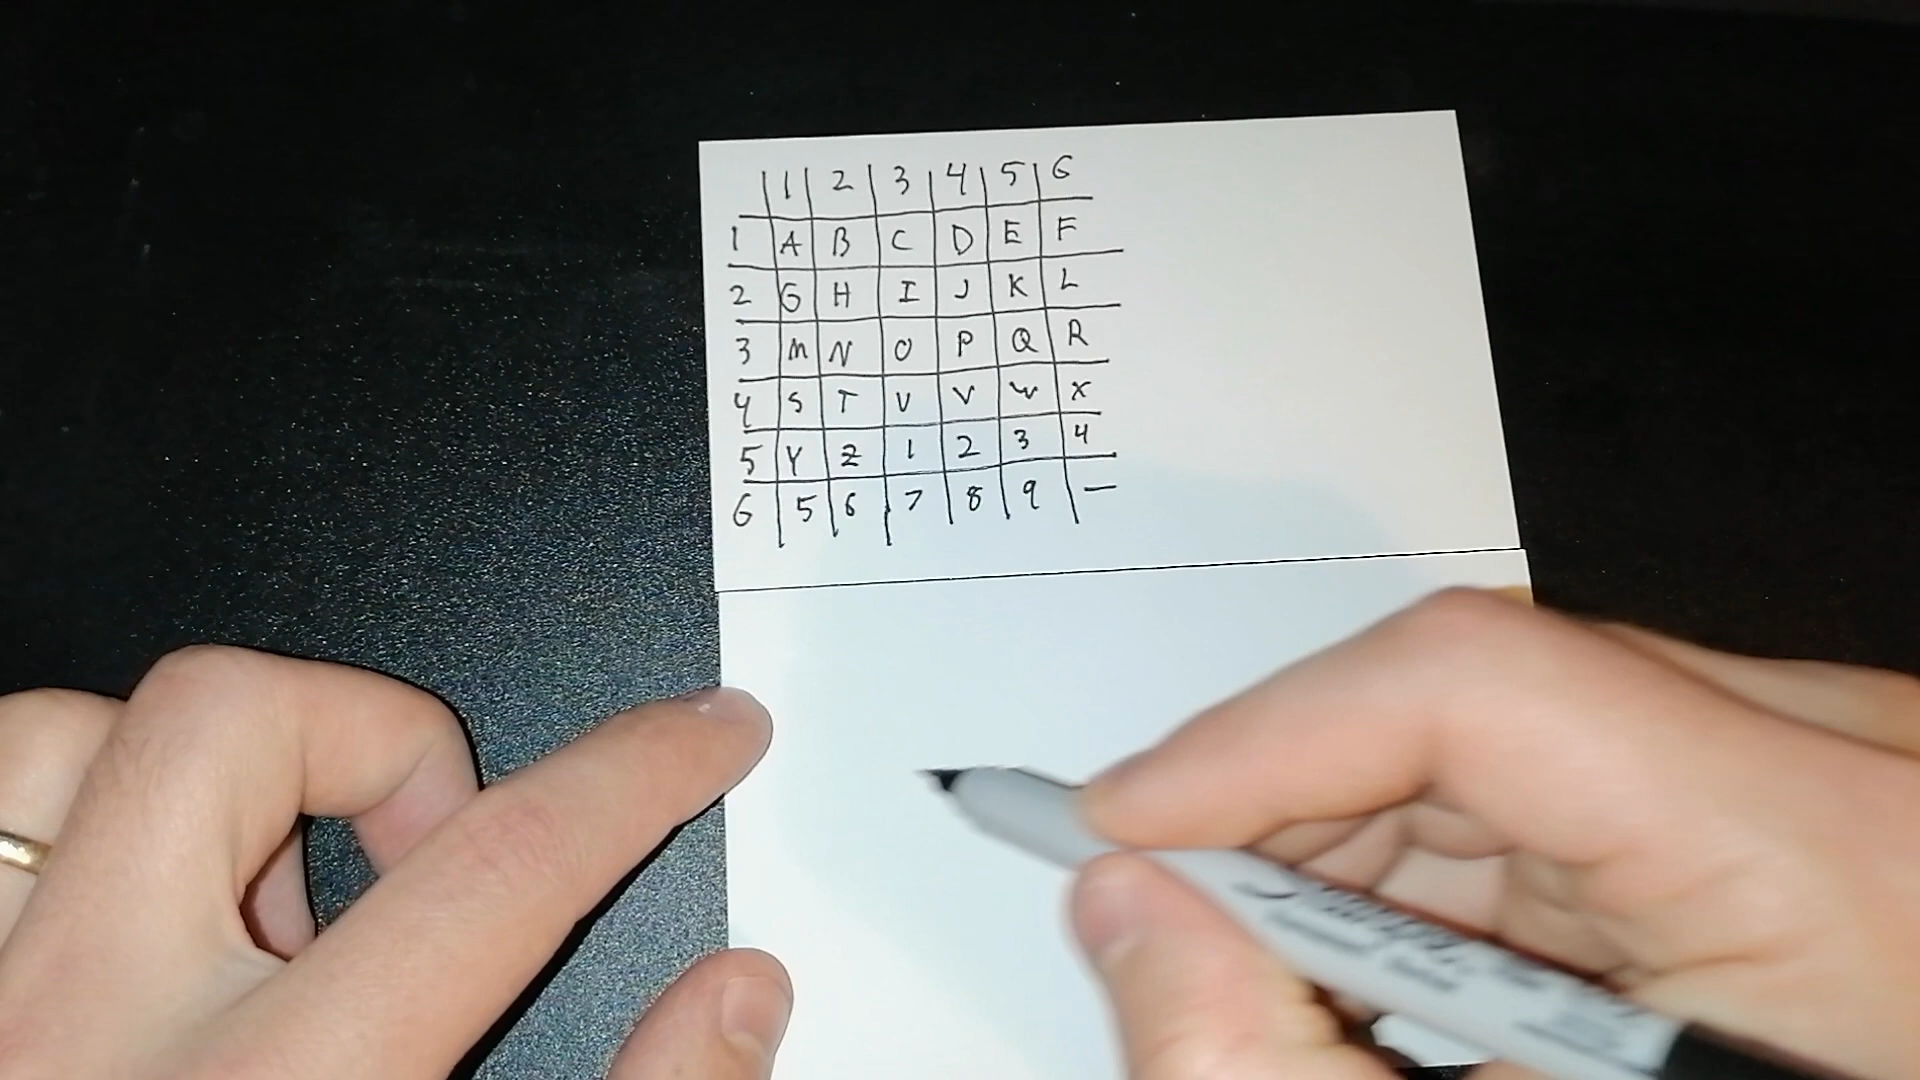 1 2 3 4 5 6
1 A B C D E F
2 G H I J K L
3 M N O P Q R
4 S T U V W X
5 Y Z 1 2 3 4
6 5 6 7 8 9 —